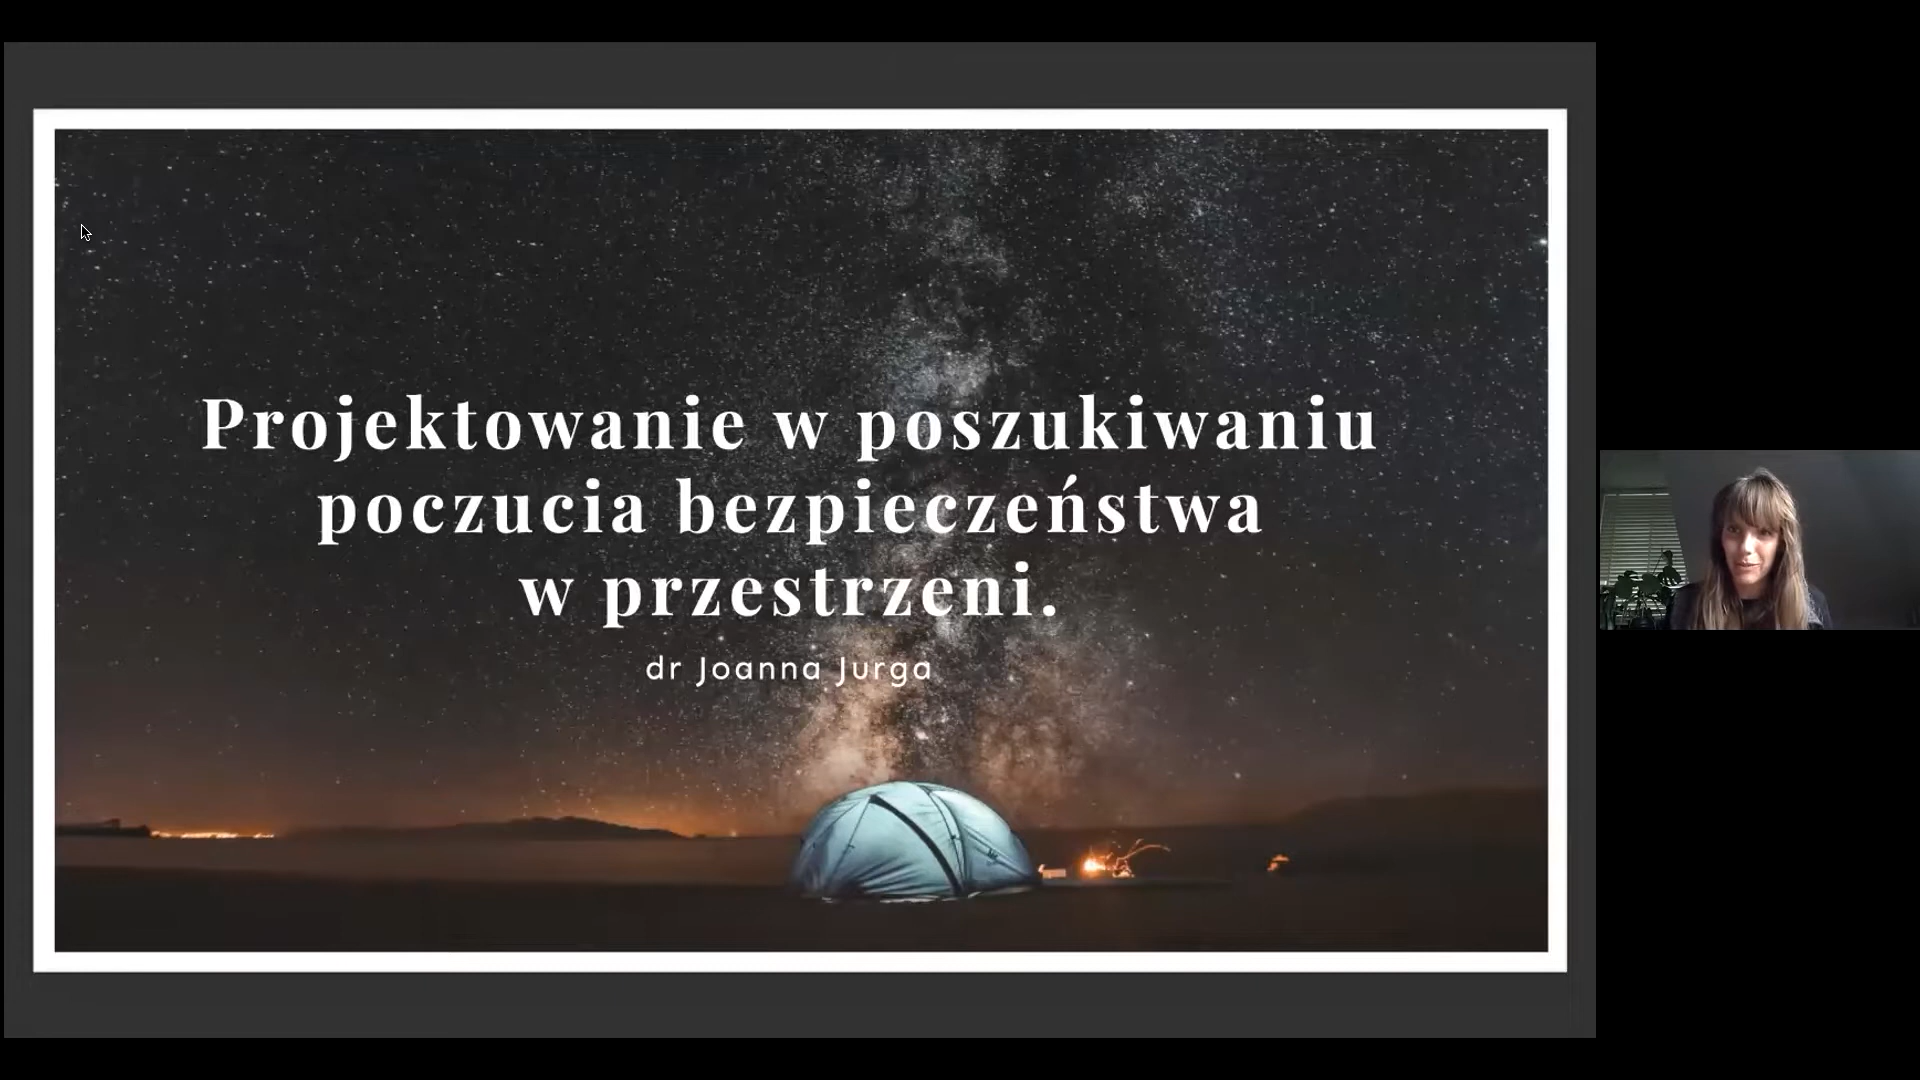 Projektowanie w poszukiwaniu
poczucia bezpieczeństwa
w przestrzeni.
dr Joanna Jurga